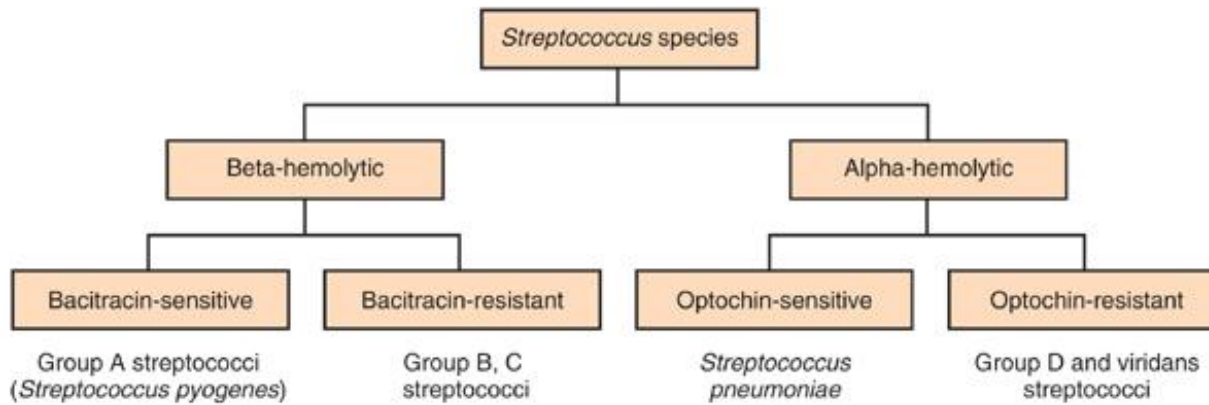 Streptococcus species
Beta-hemolytic
Alpha-hemolytic
Bacitracin-sensitive
Bacitracin-resistant
Optochin-sensitive
Optochin-resistant
Group A streptococci
(Streptococcus pyogenes)
Group B, C
streptococci
Streptococcus
pneumoniae
Group D and viridans
streptococci